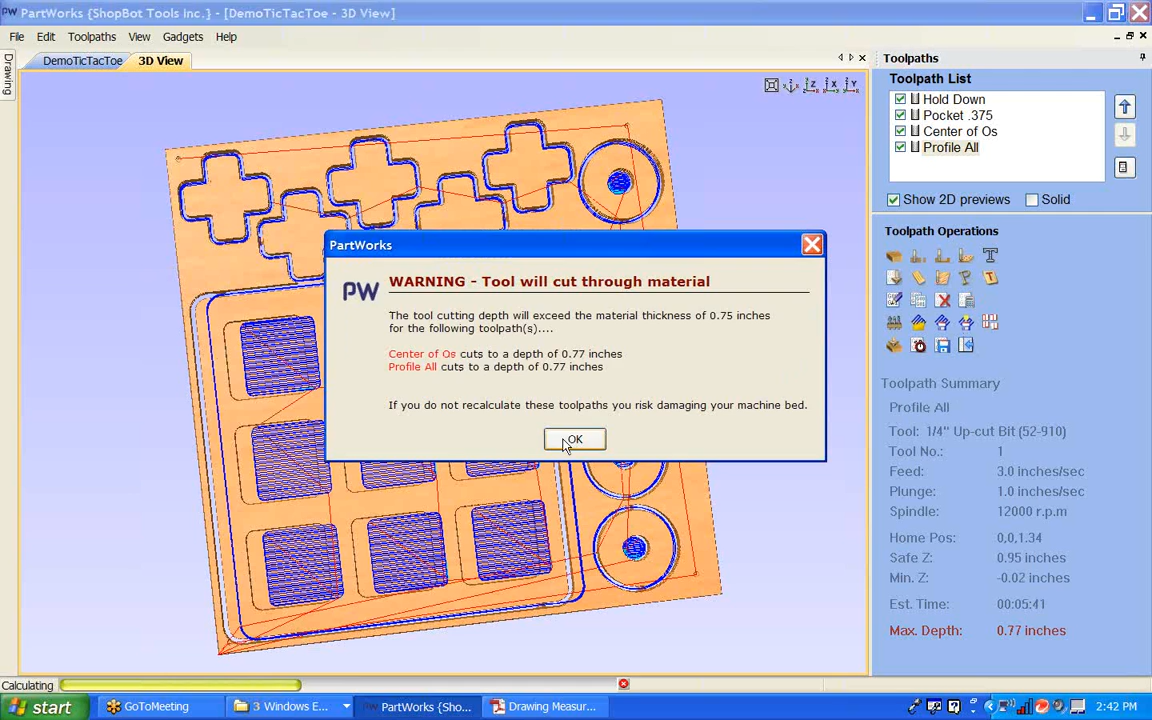 PW PartWorks {ShopBot Tools Inc.} - [DemoTicTacToe - 3D View]
File Edit Toolpaths View Gadgets Help
Drawing
DemoTicTacToe 3D View
Z X Y
Toolpaths
Toolpath List
Hold Down
Pocket .375
Center of Os
Profile All
Show 2D previews Solid
Toolpath Operations
T
PartWorks
PW
WARNING - Tool will cut through material
The tool cutting depth will exceed the material thickness of 0.75 inches
for the following toolpath(s)....
Center of Os cuts to a depth of 0.77 inches
Profile All cuts to a depth of 0.77 inches
If you do not recalculate these toolpaths you risk damaging your machine bed.
OK
Toolpath Summary
Profile All
Tool: 1/4" Up-cut Bit (52-910)
Tool No.: 1
Feed: 3.0 inches/sec
Plunge: 1.0 inches/sec
Spindle: 12000 r.p.m
Home Pos: 0,0,1.34
Safe Z: 0.95 inches
Min. Z: -0.02 inches
Est. Time: 00:05:41
Max. Depth: 0.77 inches
Calculating
start GoToMeeting 3 Windows E... PW PartWorks {Sho... Drawing Measur... 2:42 PM